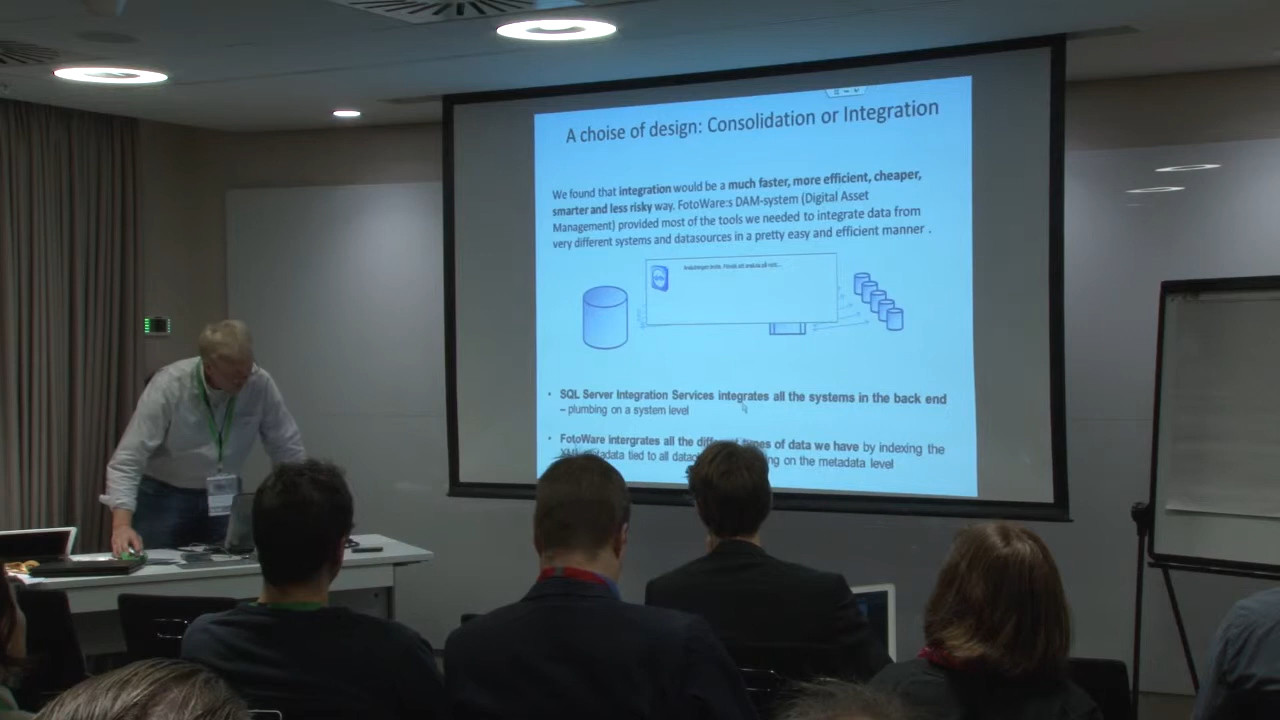 A choise of design: Consolidation or Integration
We found that integration would be a much faster, more efficient, cheaper,
smarter and less risky way. FotoWare:s DAM-system (Digital Asset
Management) provided most of the tools we needed to integrate data from
very different systems and datasources in a pretty easy and efficient manner .
• SQL Server Integration Services integrates all the systems in the back end
– plumbing on a system level
• FotoWare intergrates all the types of data we have by indexing the
tied to all on the metadata level